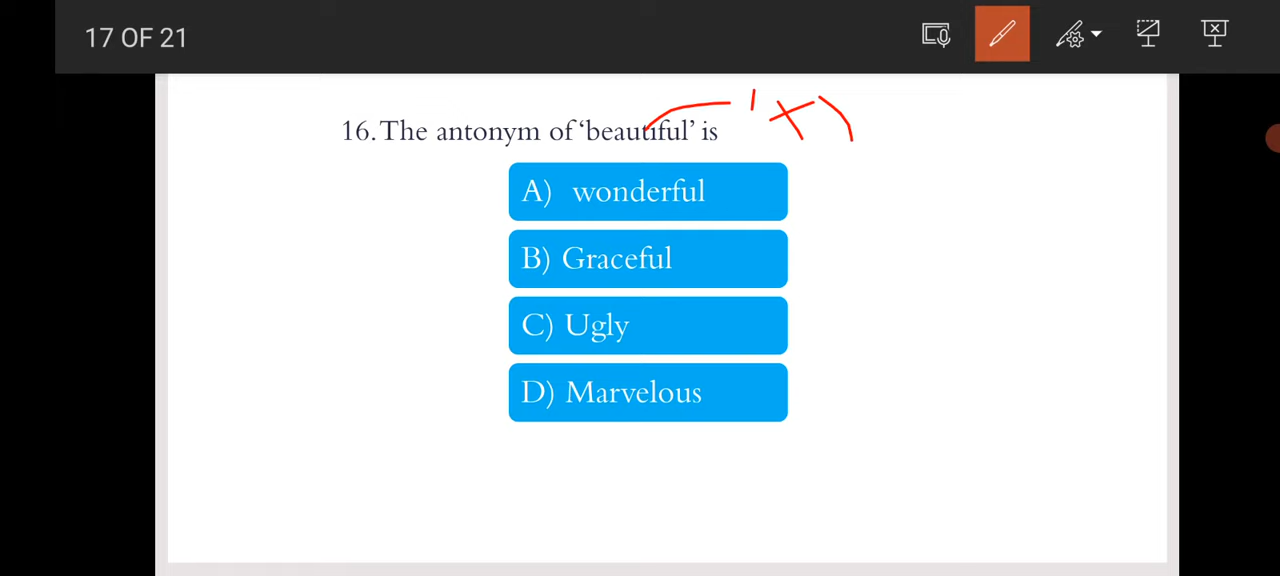 17 OF 21
16. The antonym of ‘beautiful’ is
A) wonderful
B) Graceful
C) Ugly
D) Marvelous